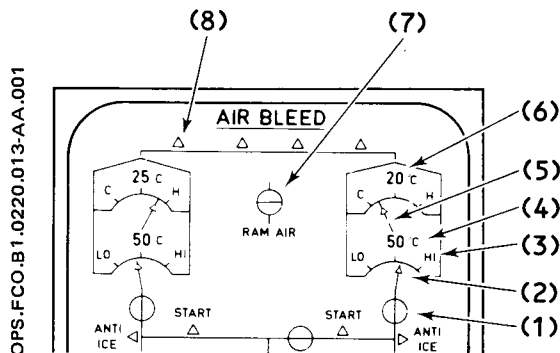 (8)
(7)
OPS.FCO.B1.0220.013-AA.001
AIR BLEED
(6)
25 °C
20 °C
(5)
C H
C H
RAM AIR
(4)
50 °C
50 °C
(3)
LO HI
LO HI
(2)
START
START
(1)
ANTI ICE
ANTI ICE